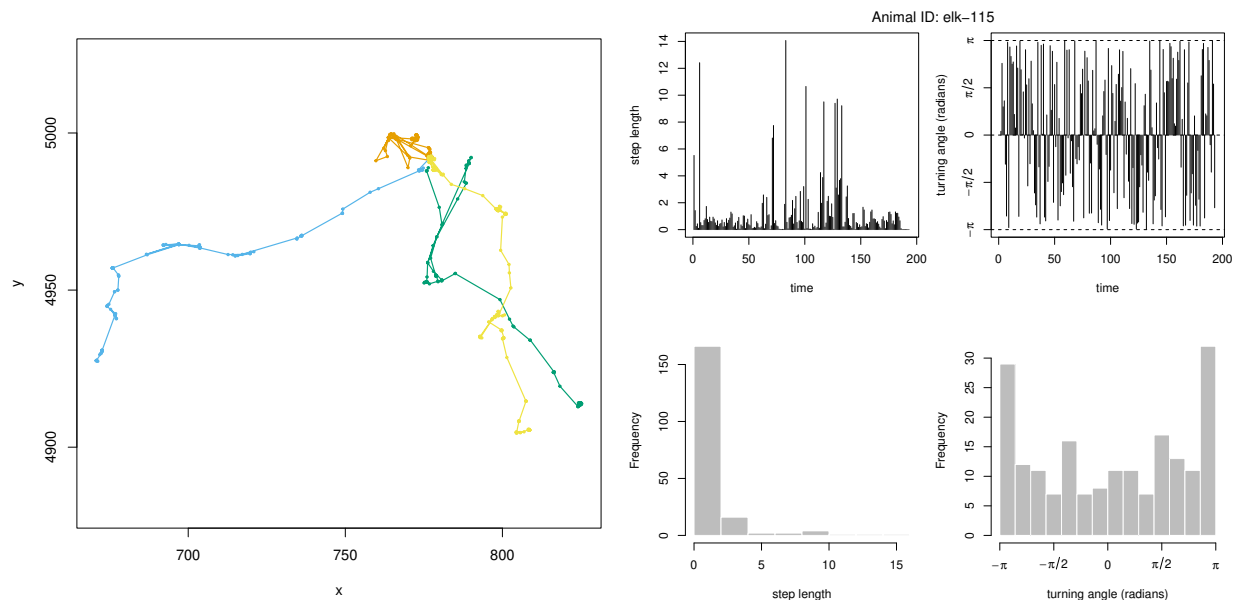 Animal ID: elk−115
y
4900 4950 5000
700 750 800
x
step length
0 2 4 6 8 10 12 14
0 50 100 150 200
time
turning angle (radians)
−π −π/2 0 π/2 π
0 50 100 150 200
time
Frequency
0 50 100 150
0 5 10 15
step length
Frequency
0 5 10 15 20 25 30
−π −π/2 0 π/2 π
turning angle (radians)